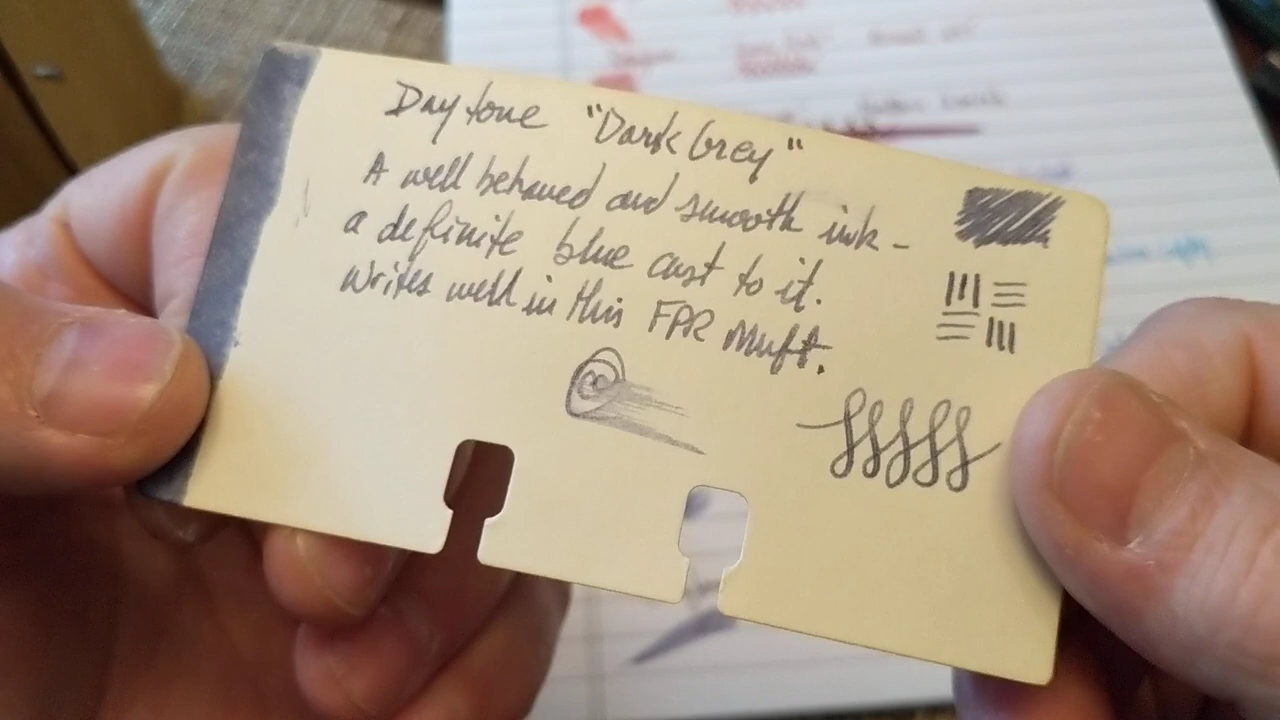 Daytone "Dark Grey"
A well behaved and smooth ink -
a definite blue cast to it.
Writes well in this FPR Muft.